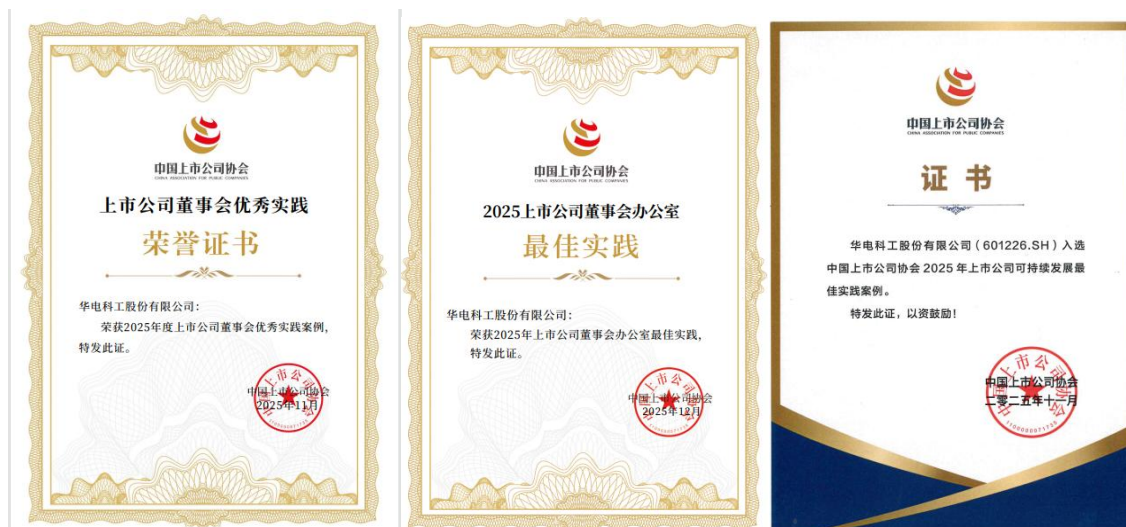 中国上市公司协会
CHINA ASSOCIATION FOR PUBLIC COMPANIES
上市公司董事会优秀实践
荣誉证书
华电科工股份有限公司：
荣获2025年度上市公司董事会优秀实践案例，
特发此证。
中国上市公司协会
2025年11月
中国上市公司协会
CHINA ASSOCIATION FOR PUBLIC COMPANIES
2025上市公司董事会办公室
最佳实践
华电科工股份有限公司：
荣获2025年上市公司董事会办公室最佳实践，
特发此证。
中国上市公司协会
2025年12月
中国上市公司协会
CHINA ASSOCIATION FOR PUBLIC COMPANIES
证书
华电科工股份有限公司（601226.SH）入选
中国上市公司协会2025年上市公司可持续发展最
佳实践案例。
特发此证，以资鼓励！
中国上市公司协会
二零二五年十一月